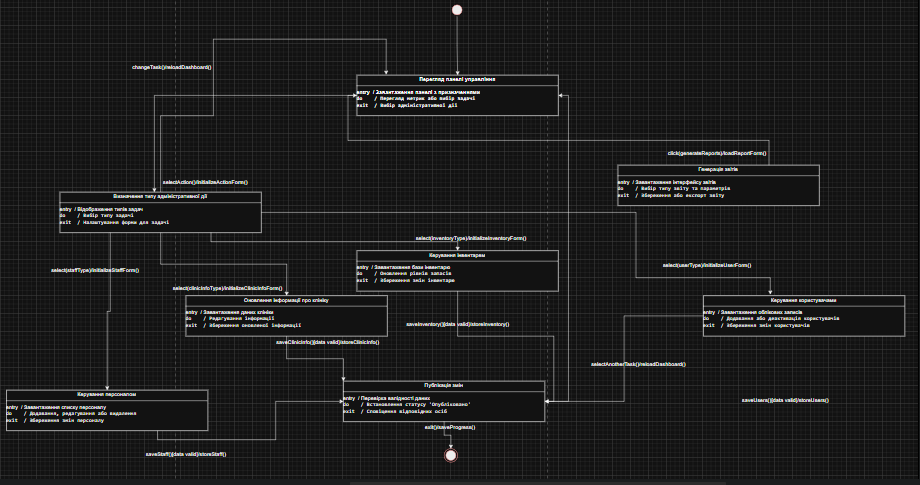 changeTask()/reloadDashboard()
Перегляд панелі управління
entry / Завантаження панелі з призначеннями
do / Перегляд метрик або вибір задачі
exit / Вибір адміністративної дії
click(generateReports)/loadReportForm()
Генерація звітів
entry / Завантаження інтерфейсу звітів
do / Вибір типу звіту та параметрів
exit / Збереження або експорт звіту
selectAction()/initializeActionForm()
Визначення типу адміністративної дії
entry / Відображення типів задач
do / Вибір типу задачі
exit / Налаштування форми для задачі
select(inventoryType)/initializeInventoryForm()
Керування інвентарем
entry / Завантаження бази інвентарю
do / Оновлення рівнів запасів
exit / Збереження змін інвентарю
select(staffType)/initializeStaffForm()
select(userType)/initializeUserForm()
select(clinicInfoType)/initializeClinicInfoForm()
Оновлення інформації про клініку
entry / Завантаження даних клініки
do / Редагування інформації
exit / Збереження оновленої інформації
Керування користувачами
entry / Завантаження облікових записів
do / Додавання або деактивація користувачів
exit / Збереження змін користувачів
saveInventory()[data valid]/storeInventory()
saveClinicInfo()[data valid]/storeClinicInfo()
selectAnotherTask()/reloadDashboard()
Публікація змін
entry / Перевірка валідності даних
do / Встановлення статусу 'Опубліковано'
exit / Сповіщення відповідних осіб
Керування персоналом
entry / Завантаження списку персоналу
do / Додавання, редагування або видалення
exit / Збереження змін персоналу
saveUsers()[data valid]/storeUsers()
exit()/saveProgress()
saveStaff()[data valid]/storeStaff()